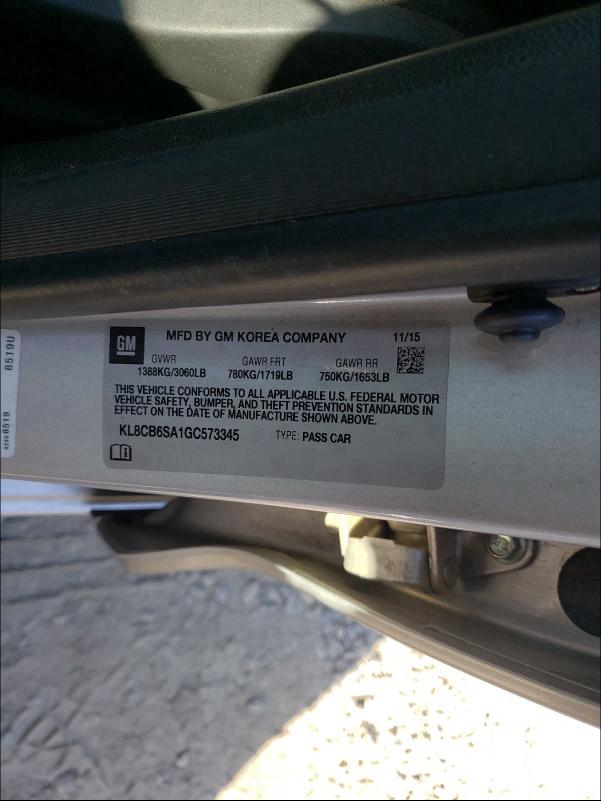 GM
MFD BY GM KOREA COMPANY 11/15
GVWR GAWR FRT GAWR RR
1388KG/3060LB 780KG/1719LB 750KG/1653LB
THIS VEHICLE CONFORMS TO ALL APPLICABLE U.S. FEDERAL MOTOR
VEHICLE SAFETY, BUMPER, AND THEFT PREVENTION STANDARDS IN
EFFECT ON THE DATE OF MANUFACTURE SHOWN ABOVE.
KL8CB6SA1GC573345 TYPE: PASS CAR
8519U
42448519